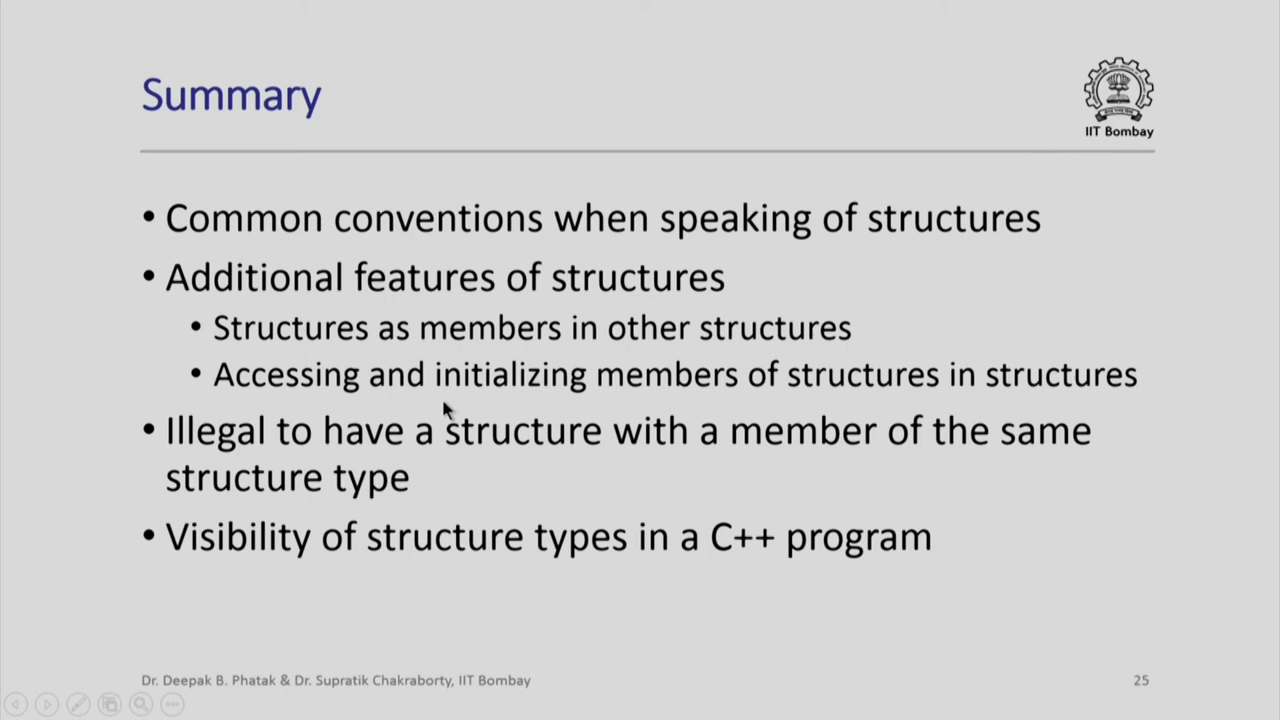 Summary
IIT Bombay
• Common conventions when speaking of structures
• Additional features of structures
• Structures as members in other structures
• Accessing and initializing members of structures in structures
• Illegal to have a structure with a member of the same
structure type
• Visibility of structure types in a C++ program
Dr. Deepak B. Phatak & Dr. Supratik Chakraborty, IIT Bombay
25